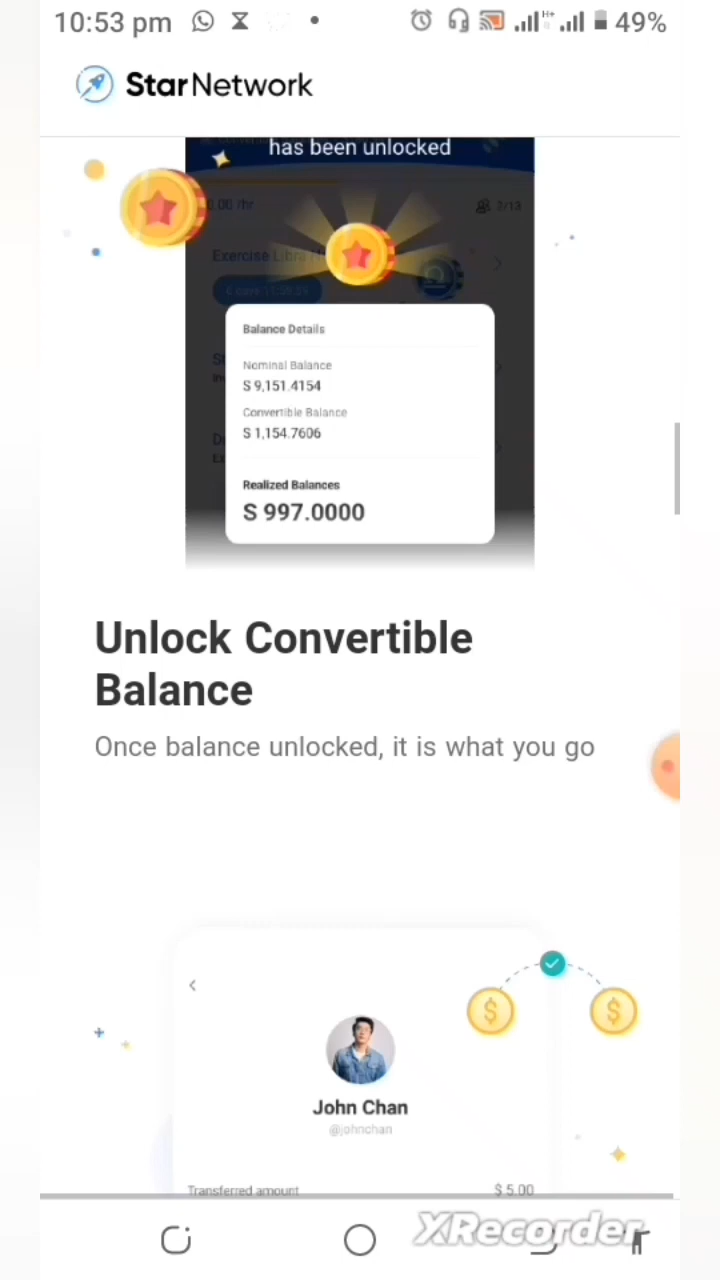 10:53 pm
H+
49%
StarNetwork
has been unlocked
2/13
Balance Details
Nominal Balance
S 9,151.4154
Convertible Balance
S 1,154.7606
Realized Balances
S 997.0000
Unlock Convertible
Balance
Once balance unlocked, it is what you go
John Chan
@johnchan
Transferred amount
$ 5.00
XRecorder